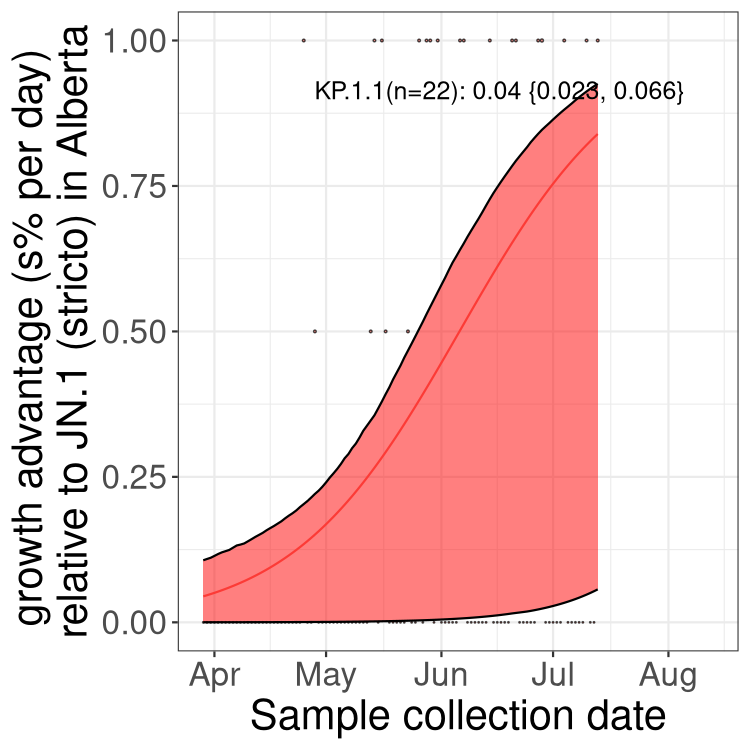 growth advantage (s% per day)
relative to JN.1 (stricto) in Alberta
1.00
0.75
0.50
0.25
0.00
KP.1.1(n=22): 0.04 {0.023, 0.066}
Apr May Jun Jul Aug
Sample collection date